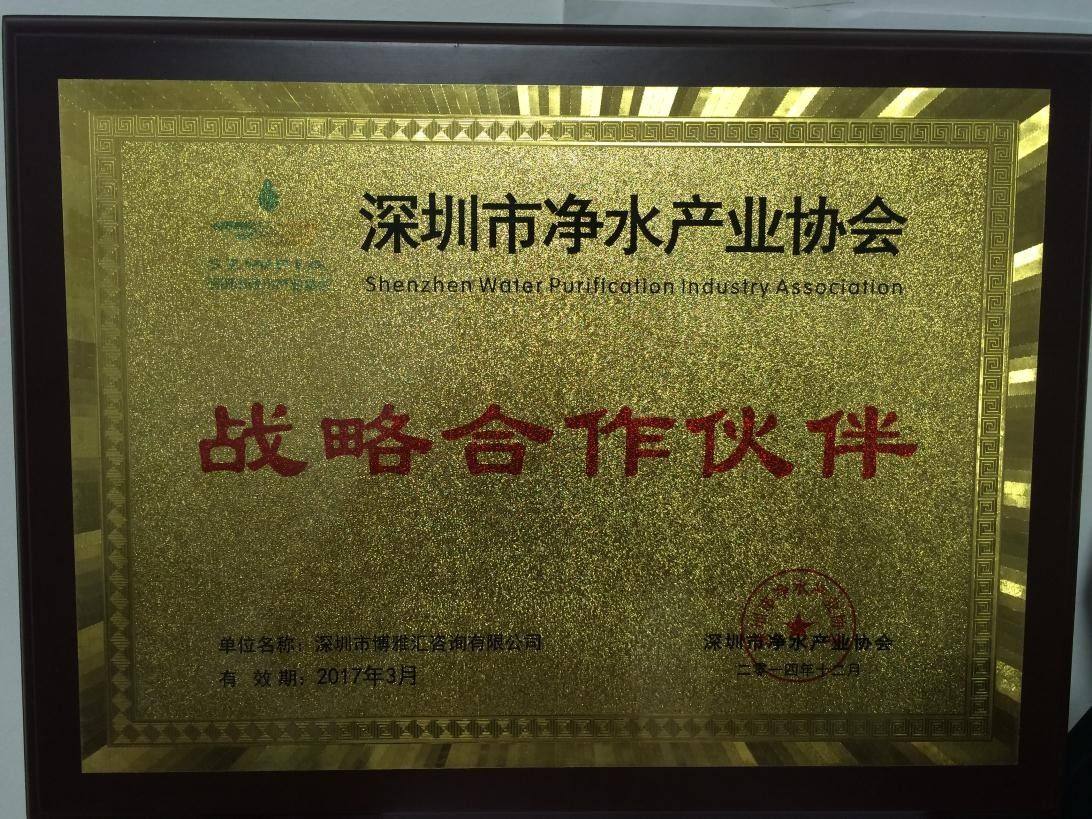 深圳市净水产业协会
Shenzhen Water Purification Industry Association
SZWPIA
战略合作伙伴
单位名称：深圳市博雅汇咨询有限公司
有 效 期：2017年3月
深圳市净水产业协会
二零一四年十二月